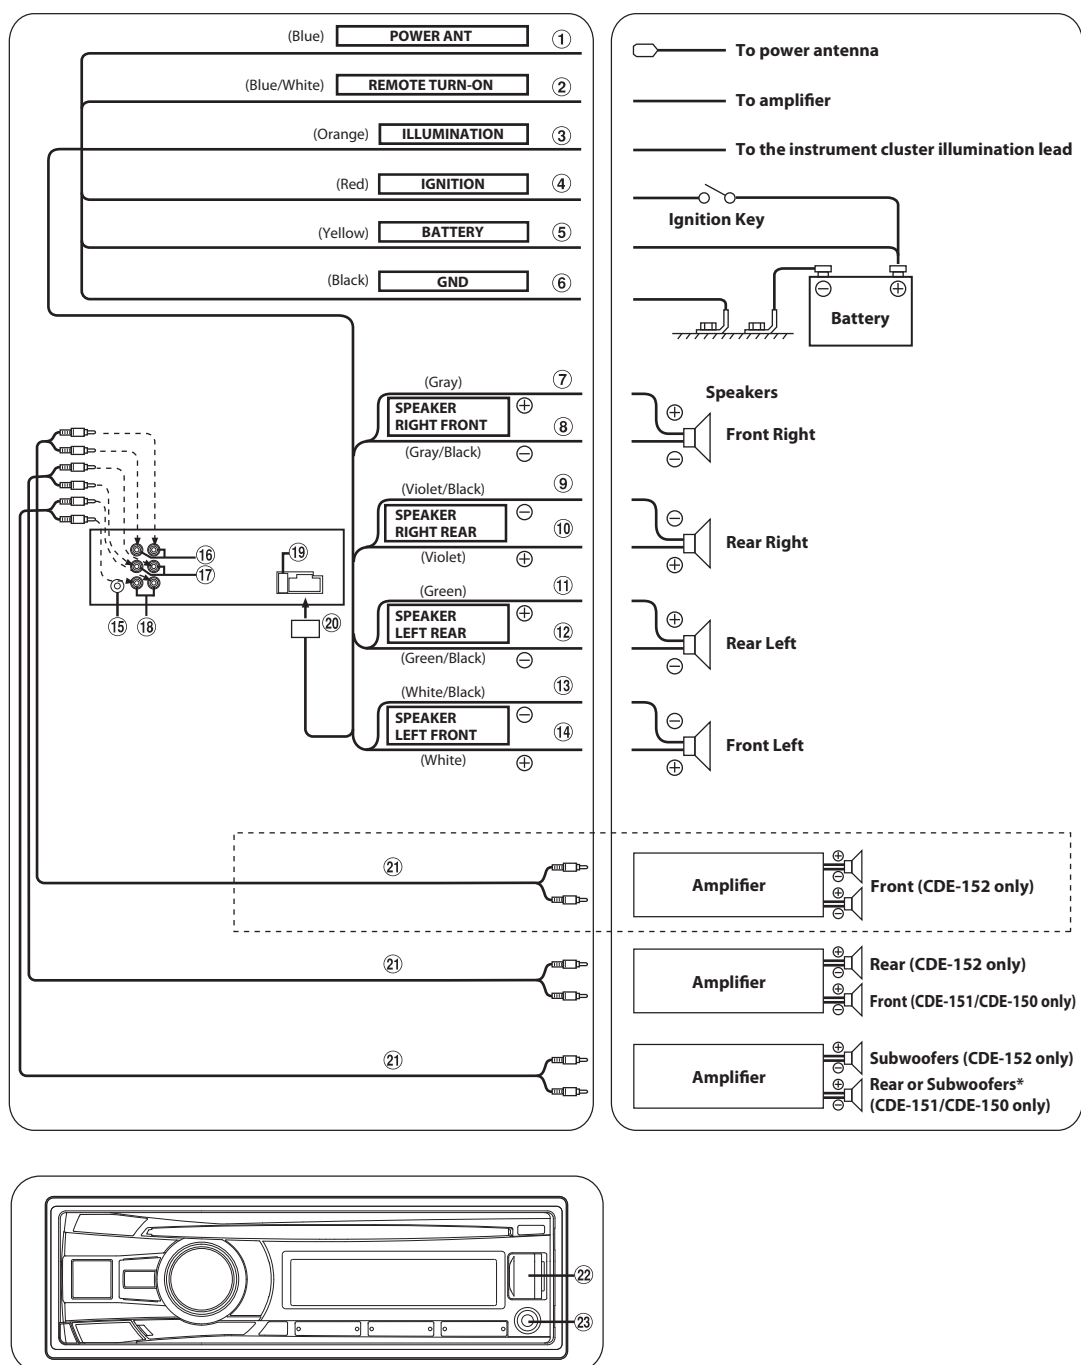 (Blue) POWER ANT ①
To power antenna
(Blue/White) REMOTE TURN-ON ②
To amplifier
(Orange) ILLUMINATION ③
To the instrument cluster illumination lead
(Red) IGNITION ④
Ignition Key
(Yellow) BATTERY ⑤
(Black) GND ⑥
⊖ ⊕
Battery
(Gray) ⑦
Speakers
SPEAKER ⊕
RIGHT FRONT ⑧
(Gray/Black) ⊖
⊕
Front Right
⊖
(Violet/Black) ⑨
SPEAKER ⊖
RIGHT REAR ⑩
(Violet) ⊕
⊖
Rear Right
⊕
⑯
⑰
⑲
⑮ ⑱
⑳
(Green) ⑪
SPEAKER ⊕
LEFT REAR ⑫
(Green/Black) ⊖
⊕
Rear Left
⊖
(White/Black) ⑬
SPEAKER ⊖
LEFT FRONT ⑭
(White) ⊕
⊖
Front Left
⊕
㉑
Amplifier
⊕
⊖
⊕
⊖
Front (CDE-152 only)
㉑
Amplifier
⊕
⊖
⊕
⊖
Rear (CDE-152 only)
Front (CDE-151/CDE-150 only)
㉑
Amplifier
⊕
⊖
⊕
⊖
Subwoofers (CDE-152 only)
Rear or Subwoofers*
(CDE-151/CDE-150 only)
㉒
㉓